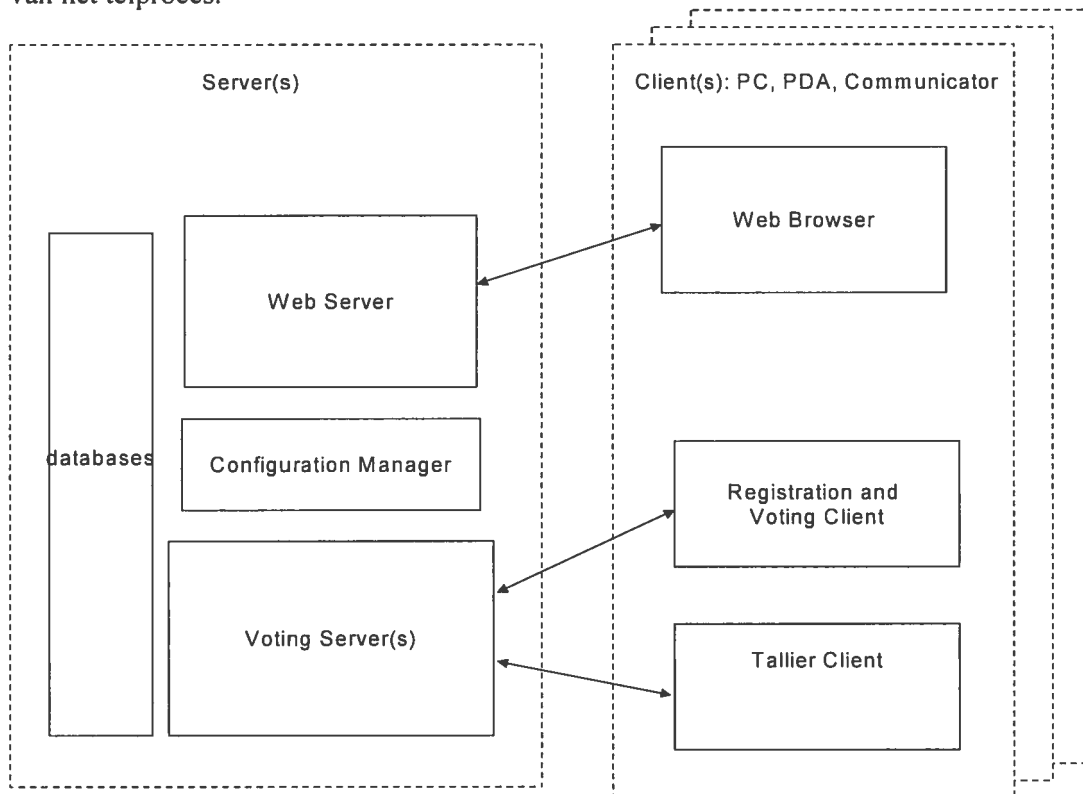 van het telproces.
Server(s)
Client(s): PC, PDA, Communicator
Web Browser
Web Server
databases
Configuration Manager
Registration and
Voting Client
Voting Server(s)
Tallier Client